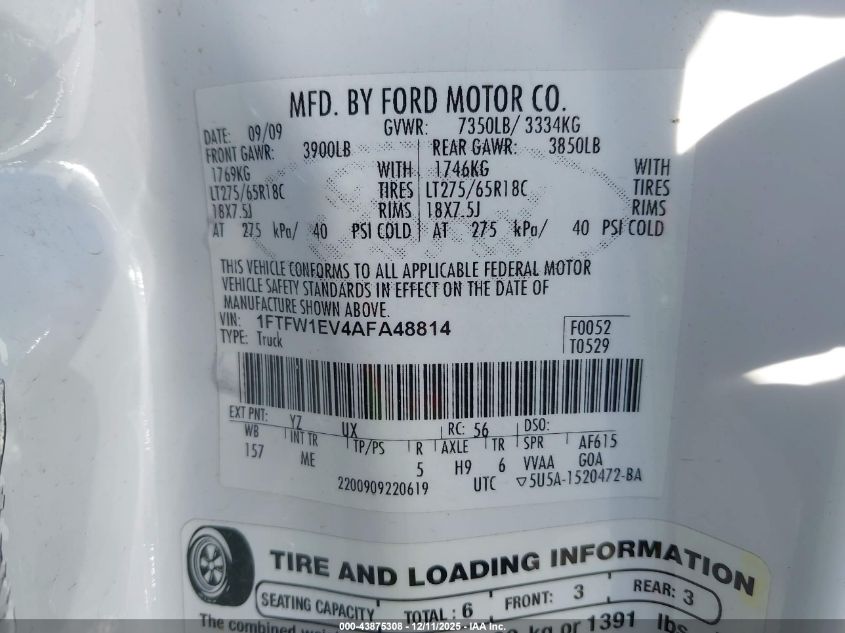 MFD. BY FORD MOTOR CO.
DATE: 09/09 GVWR: 7350LB/ 3334KG
FRONT GAWR: 3900LB REAR GAWR: 3850LB
1769KG WITH 1746KG WITH
LT275/65R18C TIRES LT275/65R18C TIRES
18X7.5J RIMS 18X7.5J RIMS
AT 275 kPa/ 40 PSI COLD AT 275 kPa/ 40 PSI COLD
THIS VEHICLE CONFORMS TO ALL APPLICABLE FEDERAL MOTOR
VEHICLE SAFETY STANDARDS IN EFFECT ON THE DATE OF
MANUFACTURE SHOWN ABOVE.
VIN: 1FTFW1EV4AFA48814 F0052
TYPE: Truck T0529
EXT PNT: YZ UX RC: 56 DSO:
WB INT TR TP/PS R AXLE TR SPR AF615
157 ME 5 H9 6 VVAA GOA
2200909220619 UTC ▽5U5A-1520472-BA
TIRE AND LOADING INFORMATION
SEATING CAPACITY TOTAL: 6 FRONT: 3 REAR: 3
The combined kg or 1391 lbs
000-43875308 - 12/11/2025 - IAA Inc.